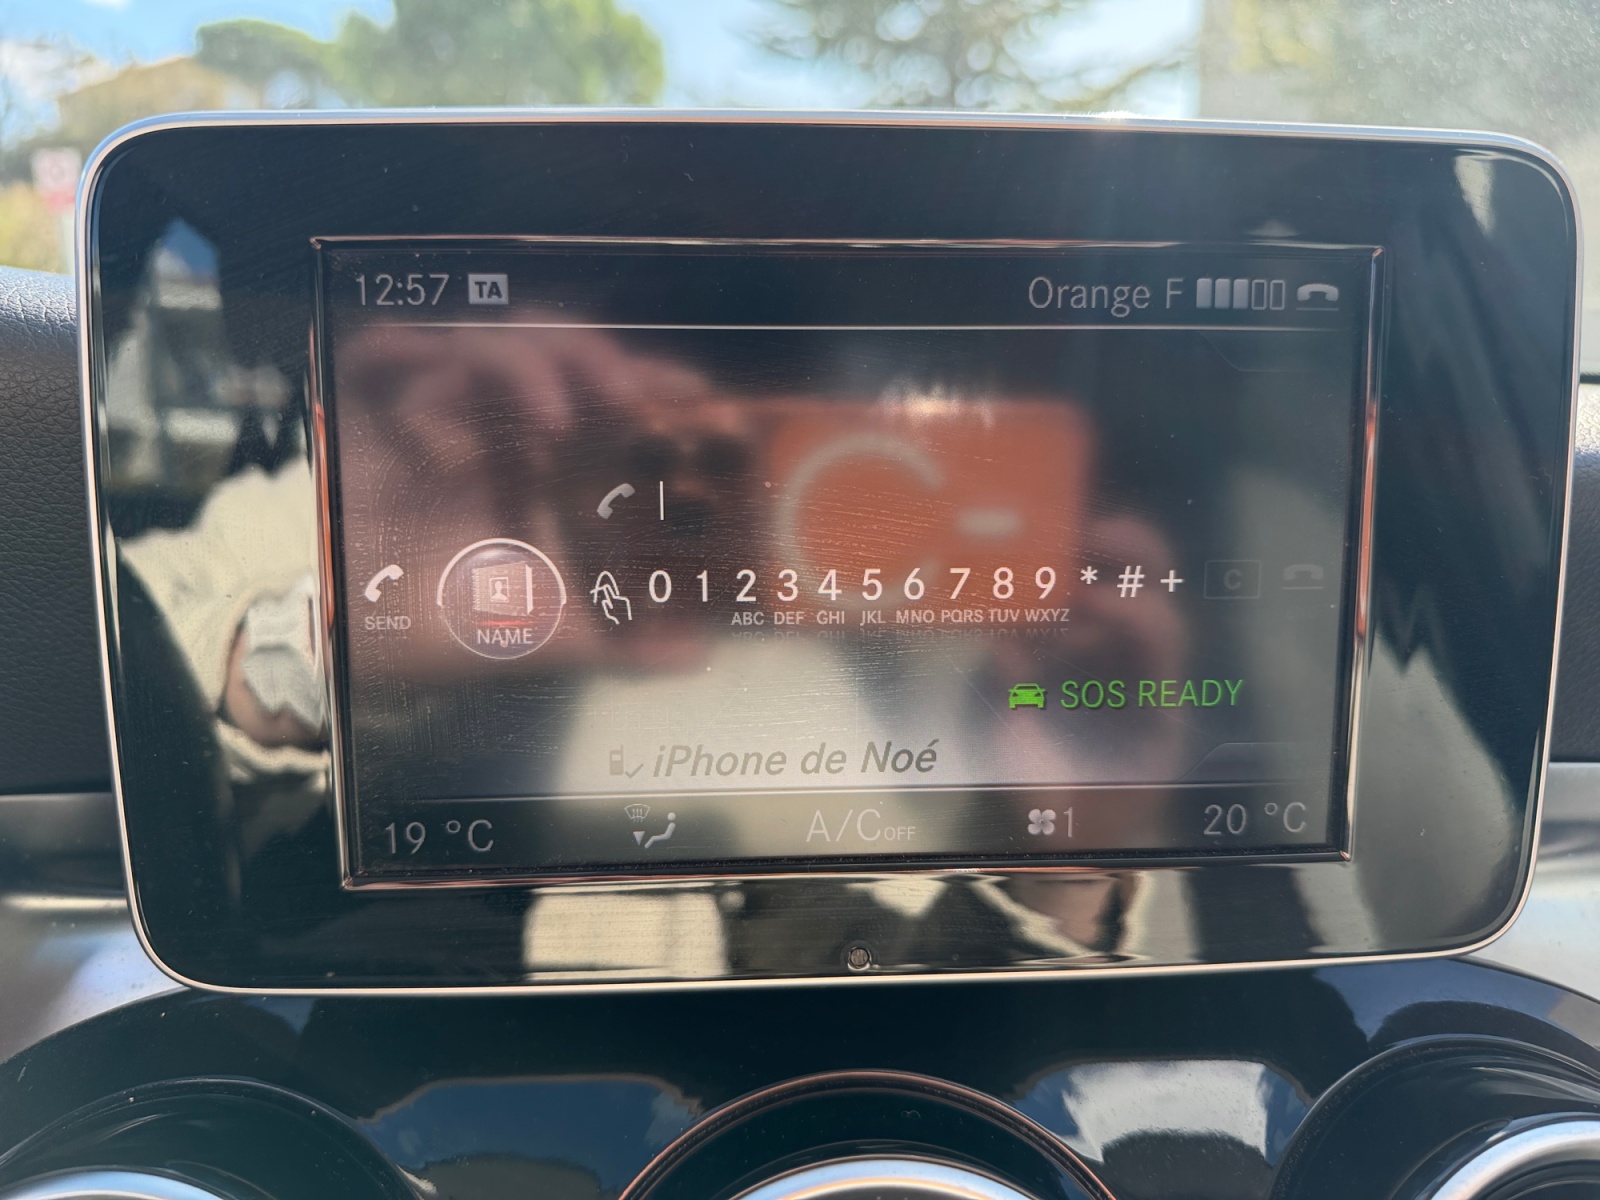 12:57 TA Orange F
SEND NAME 0 1 2 3 4 5 6 7 8 9 * # + C
ABC DEF GHI JKL MNO PQRS TUV WXYZ
SOS READY
iPhone de Noé
19 °C A/C OFF 1 20 °C